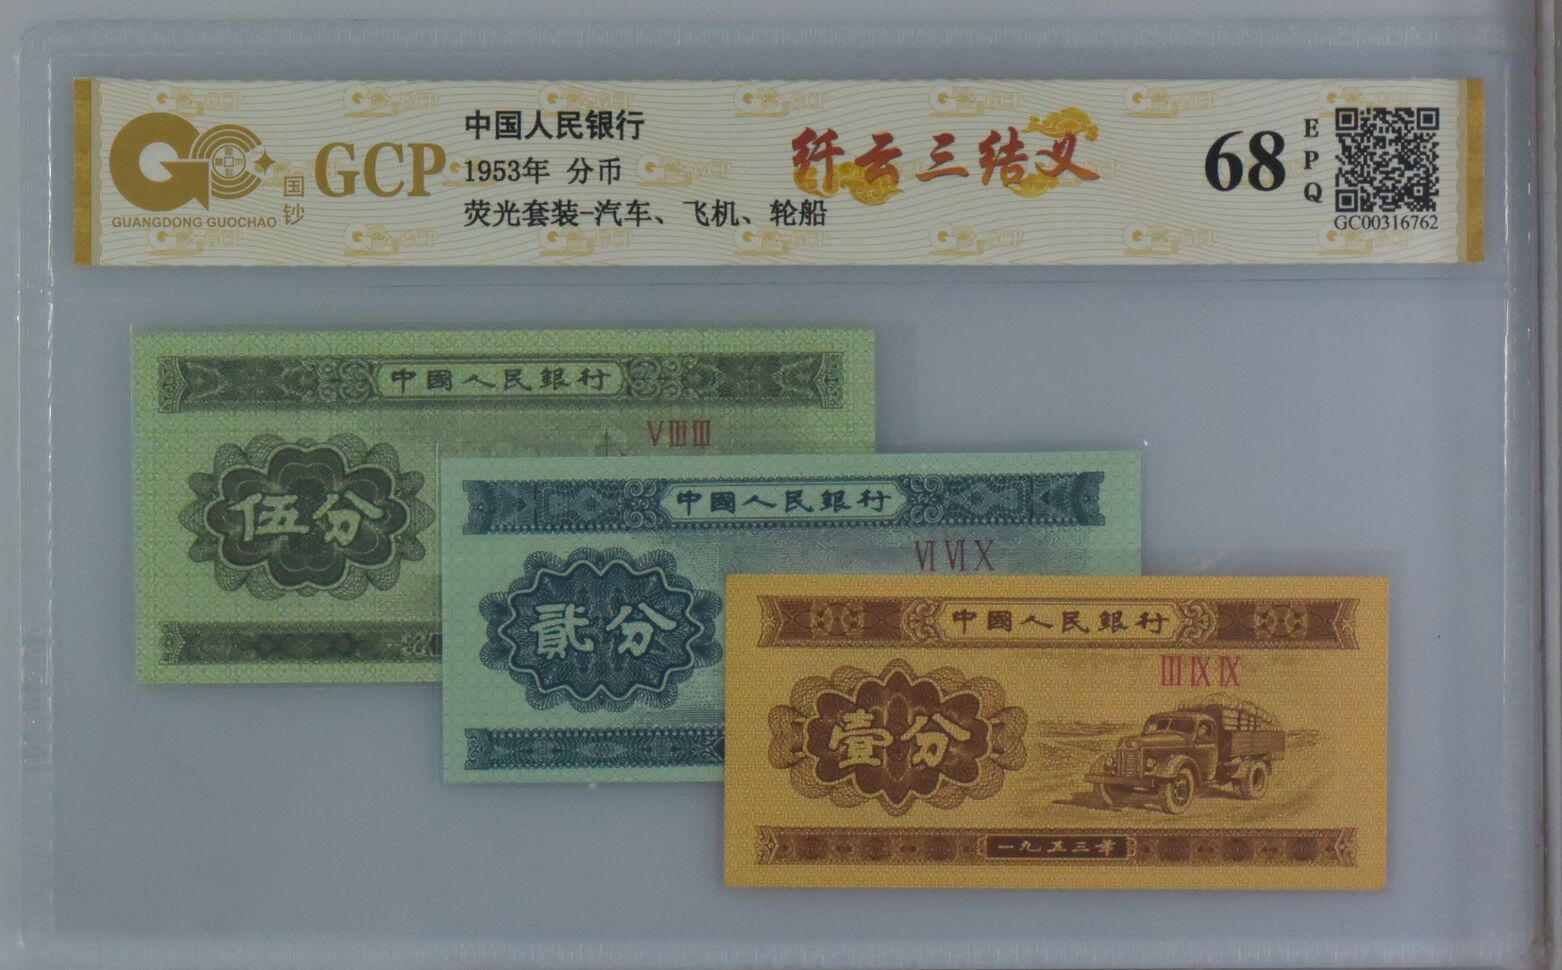 GCP
国钞
GUANGDONG GUOCHAO
中国人民银行
1953年 分币
荧光套装-汽车、飞机、轮船
纤云三结义
68
EPQ
GC00316762
中國人民銀行
VⅢⅢ
伍分
中國人民銀行
ⅥⅥⅩ
貳分
中國人民銀行
ⅢⅨⅨ
壹分
一九五三年